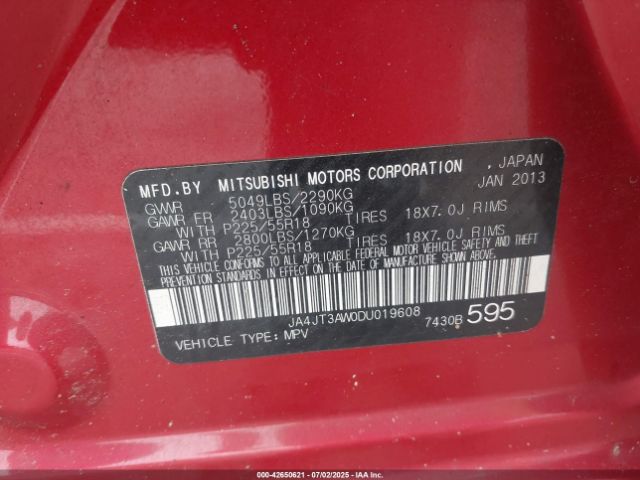 MFD.BY MITSUBISHI MOTORS CORPORATION , JAPAN
GVWR 5049LBS/2290KG JAN 2013
GAWR FR 2403LBS/1090KG
WITH P225/55R18 TIRES 18X7.0J RIMS
GAWR RR 2800LBS/1270KG
WITH P225/55R18 TIRES 18X7.0J RIMS
THIS VEHICLE CONFORMS TO ALL APPLICABLE FEDERAL MOTOR VEHICLE SAFETY AND
THEFT PREVENTION STANDARDS IN EFFECT ON THE DATE OF MANUFACTURE SHOWN ABOVE.
JA4JT3AW0DU019608 7430B 595
VEHICLE TYPE: MPV
000-42650621 - 07/02/2025 - IAA, Inc.